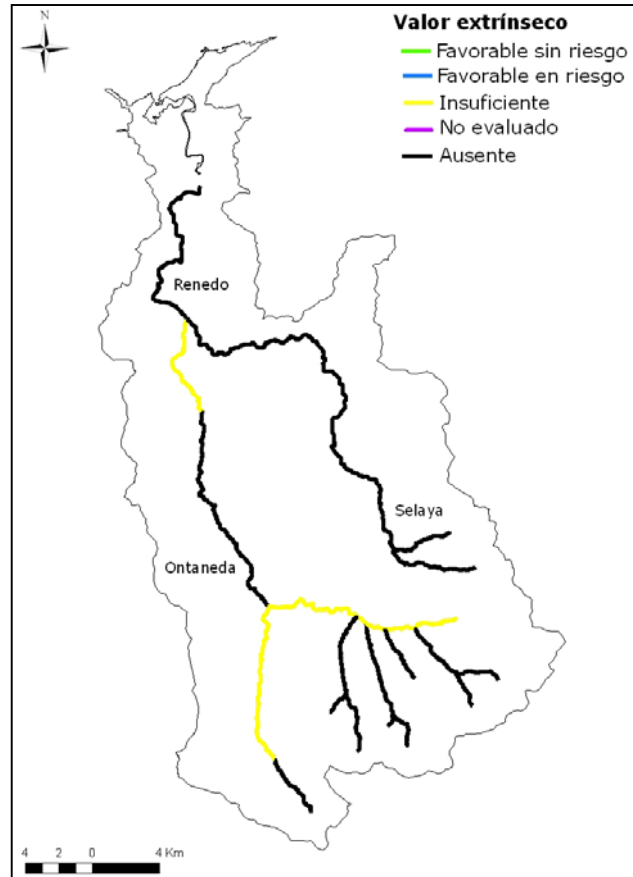 N
Valor extrínseco
Favorable sin riesgo
Favorable en riesgo
Insuficiente
No evaluado
Ausente
Renedo
Selaya
Ontaneda
4 2 0 4 Km